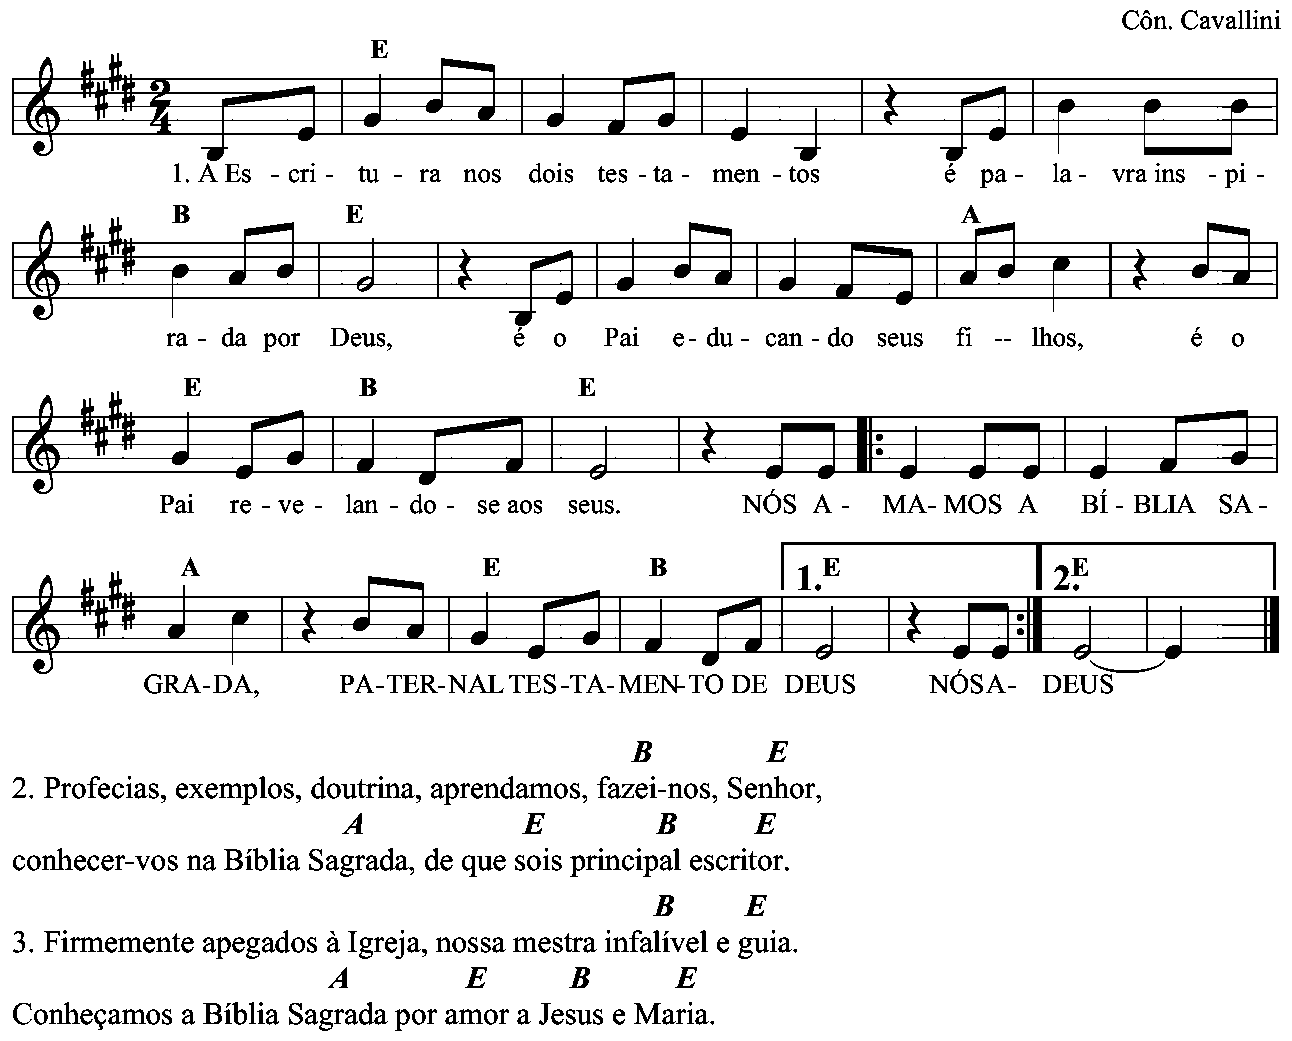 Côn. Cavallini
E
2
4
1. A Es - cri - tu - ra nos dois tes - ta - men - tos é pa - la - vra ins - pi -
B E A
ra - da por Deus, é o Pai e - du - can - do seus fi -- lhos, é o
E B E
Pai re - ve - lan - do - se aos seus. NÓS A - MA- MOS A BÍ - BLIA SA -
A E B 1. E 2. E
GRA-DA, PA-TER-NAL TES-TA-MEN-TO DE DEUS NÓS A- DEUS
B E
2. Profecias, exemplos, doutrina, aprendamos, fazei-nos, Senhor,
A E B E
conhecer-vos na Bíblia Sagrada, de que sois principal escritor.
B E
3. Firmemente apegados à Igreja, nossa mestra infalível e guia.
A E B E
Conheçamos a Bíblia Sagrada por amor a Jesus e Maria.